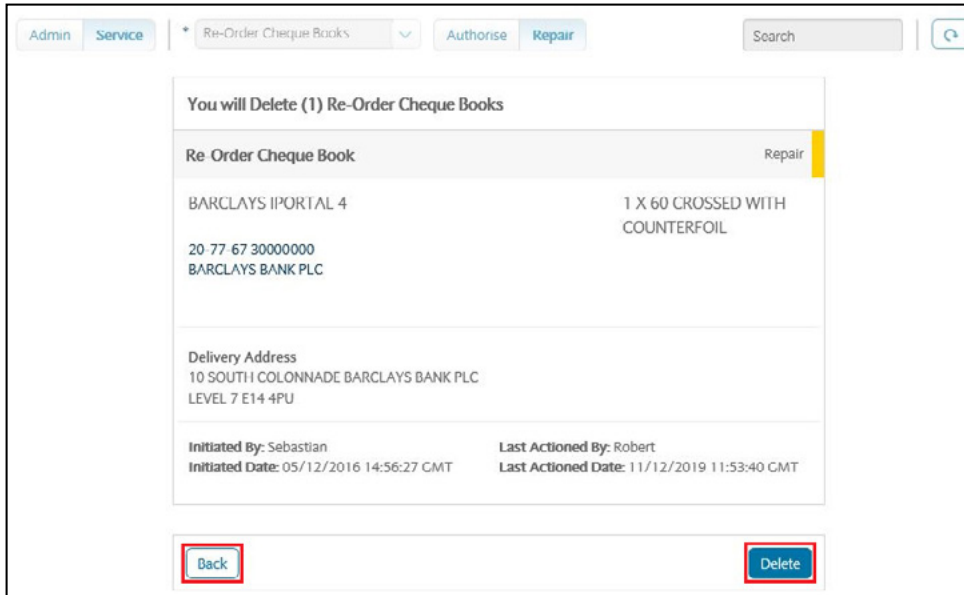 Admin Service * Re-Order Cheque Books Authorise Repair Search
You will Delete (1) Re-Order Cheque Books
Re-Order Cheque Book Repair
BARCLAYS IPORTAL 4 1 X 60 CROSSED WITH
COUNTERFOIL
20-77-67 30000000
BARCLAYS BANK PLC
Delivery Address
10 SOUTH COLONNADE BARCLAYS BANK PLC
LEVEL 7 E14 4PU
Initiated By: Sebastian Last Actioned By: Robert
Initiated Date: 05/12/2016 14:56:27 GMT Last Actioned Date: 11/12/2019 11:53:40 GMT
Back Delete